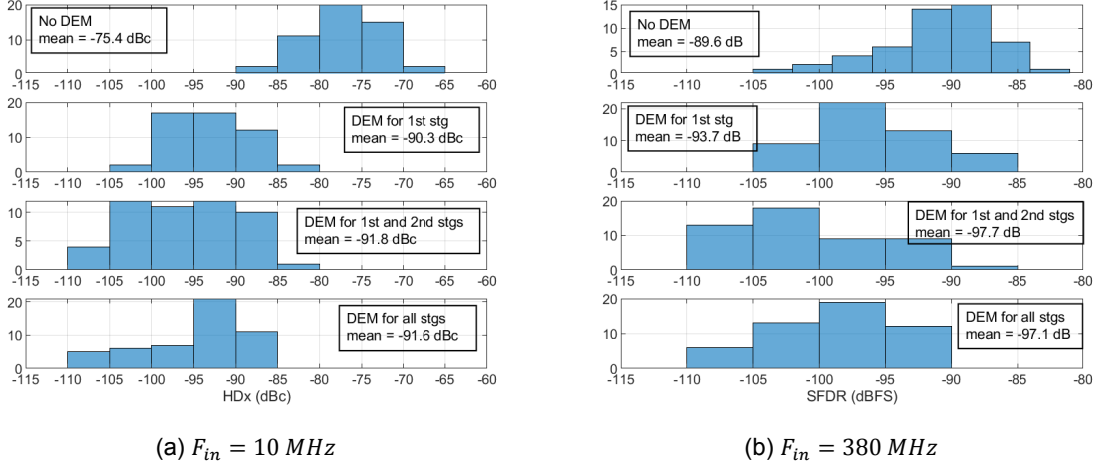 20
10
0
No DEM
mean = -75.4 dBc
-115 -110 -105 -100 -95 -90 -85 -80 -75 -70 -65 -60
20
10
0
DEM for 1st stg
mean = -90.3 dBc
-115 -110 -105 -100 -95 -90 -85 -80 -75 -70 -65 -60
10
5
0
DEM for 1st and 2nd stgs
mean = -91.8 dBc
-115 -110 -105 -100 -95 -90 -85 -80 -75 -70 -65 -60
20
10
0
DEM for all stgs
mean = -91.6 dBc
-115 -110 -105 -100 -95 -90 -85 -80 -75 -70 -65 -60
HDx (dBc)
(a) F_in = 10 MHz
15
10
5
0
No DEM
mean = -89.6 dB
-115 -110 -105 -100 -95 -90 -85 -80
20
10
0
DEM for 1st stg
mean = -93.7 dB
-115 -110 -105 -100 -95 -90 -85 -80
20
10
0
DEM for 1st and 2nd stgs
mean = -97.7 dB
-115 -110 -105 -100 -95 -90 -85 -80
20
10
0
DEM for all stgs
mean = -97.1 dB
-115 -110 -105 -100 -95 -90 -85 -80
SFDR (dBFS)
(b) F_in = 380 MHz